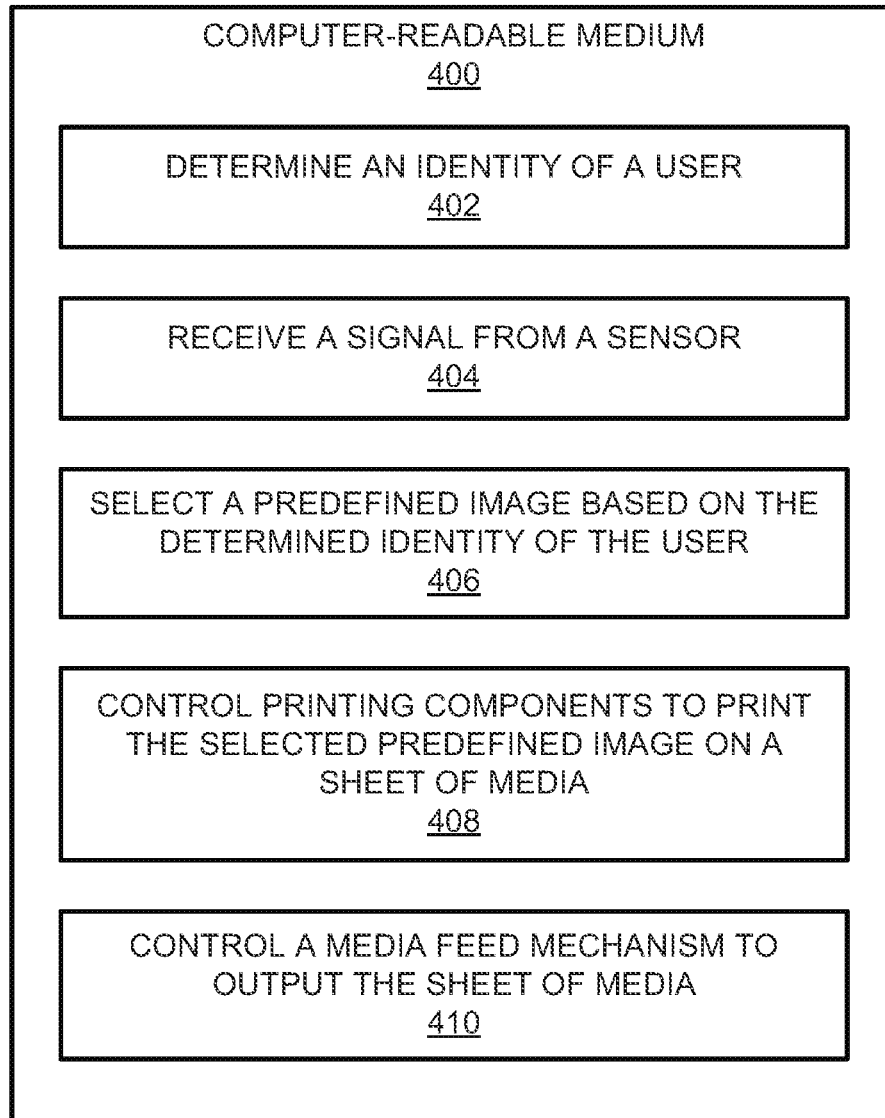 COMPUTER-READABLE MEDIUM
400
DETERMINE AN IDENTITY OF A USER
402
RECEIVE A SIGNAL FROM A SENSOR
404
SELECT A PREDEFINED IMAGE BASED ON THE
DETERMINED IDENTITY OF THE USER
406
CONTROL PRINTING COMPONENTS TO PRINT
THE SELECTED PREDEFINED IMAGE ON A
SHEET OF MEDIA
408
CONTROL A MEDIA FEED MECHANISM TO
OUTPUT THE SHEET OF MEDIA
410